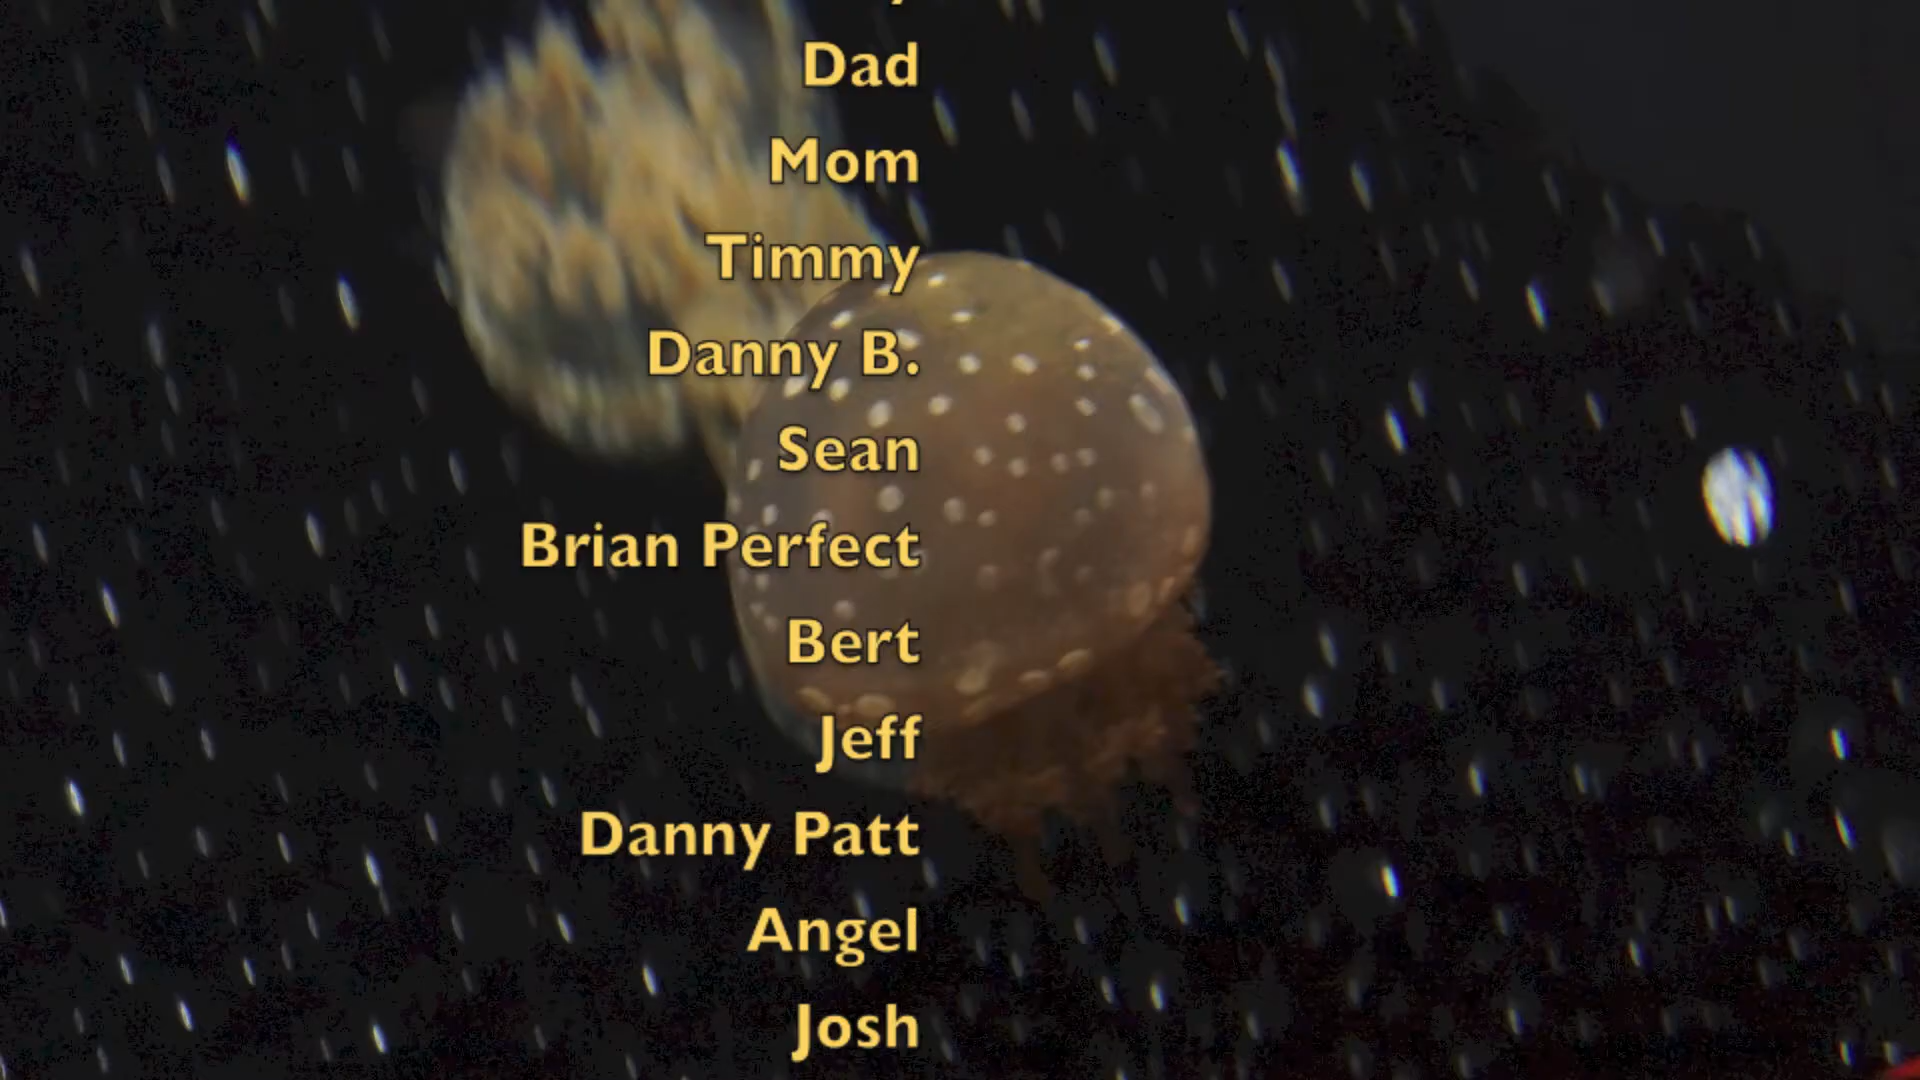 Dad
Mom
Timmy
Danny B.
Sean
Brian Perfect
Bert
Jeff
Danny Patt
Angel
Josh